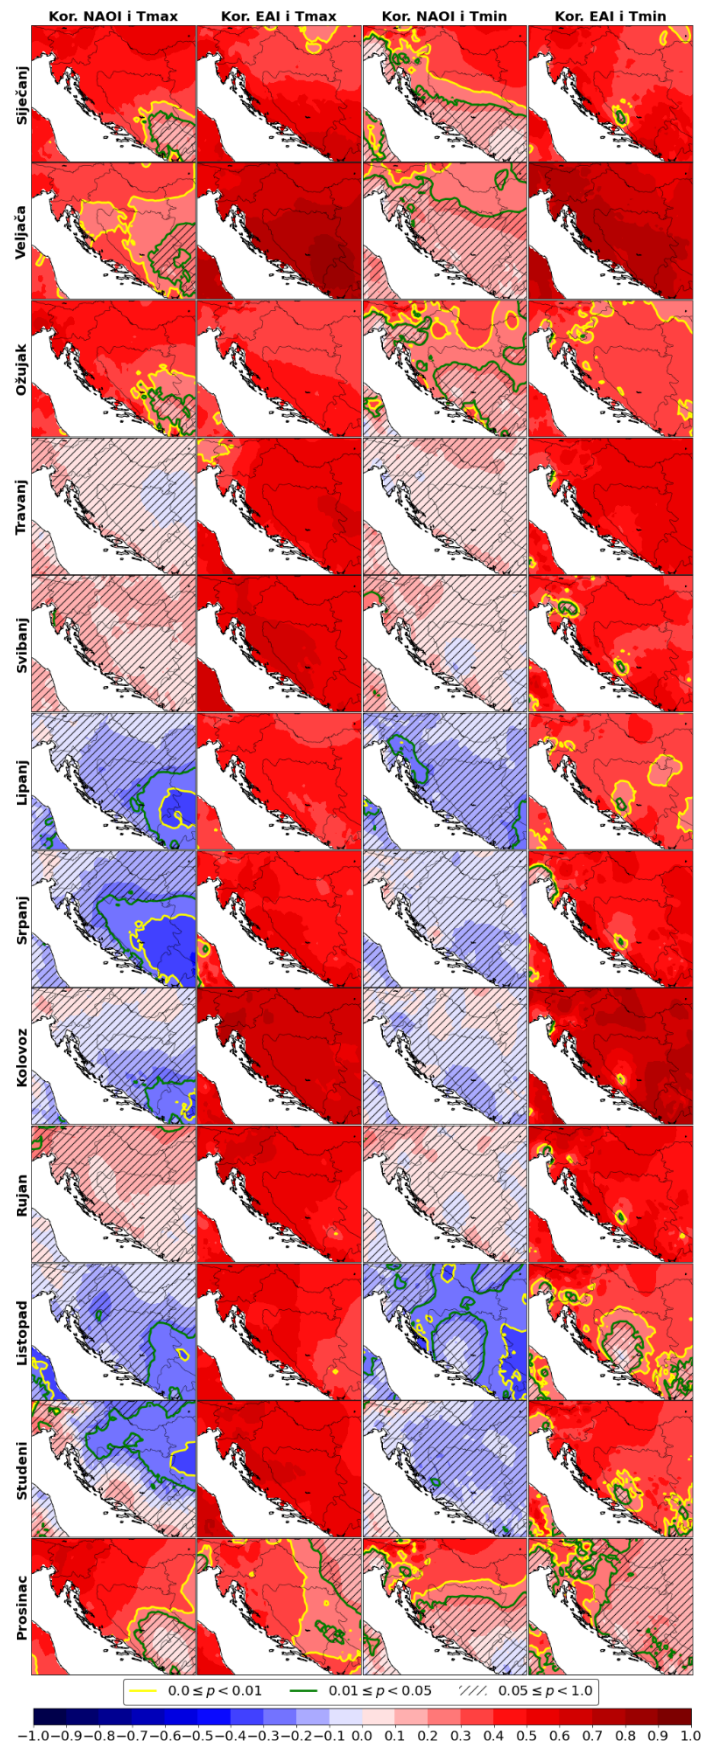 Kor. NAOI i Tmax Kor. EAI i Tmax Kor. NAOI i Tmin Kor. EAI i Tmin
Siječanj
Veljača
Ožujak
Travanj
Svibanj
Lipanj
Srpanj
Kolovoz
Rujan
Listopad
Studeni
Prosinac
0.0 ≤ p < 0.01 0.01 ≤ p < 0.05 0.05 ≤ p < 1.0
−1.0 −0.9 −0.8 −0.7 −0.6 −0.5 −0.4 −0.3 −0.2 −0.1 0.0 0.1 0.2 0.3 0.4 0.5 0.6 0.7 0.8 0.9 1.0